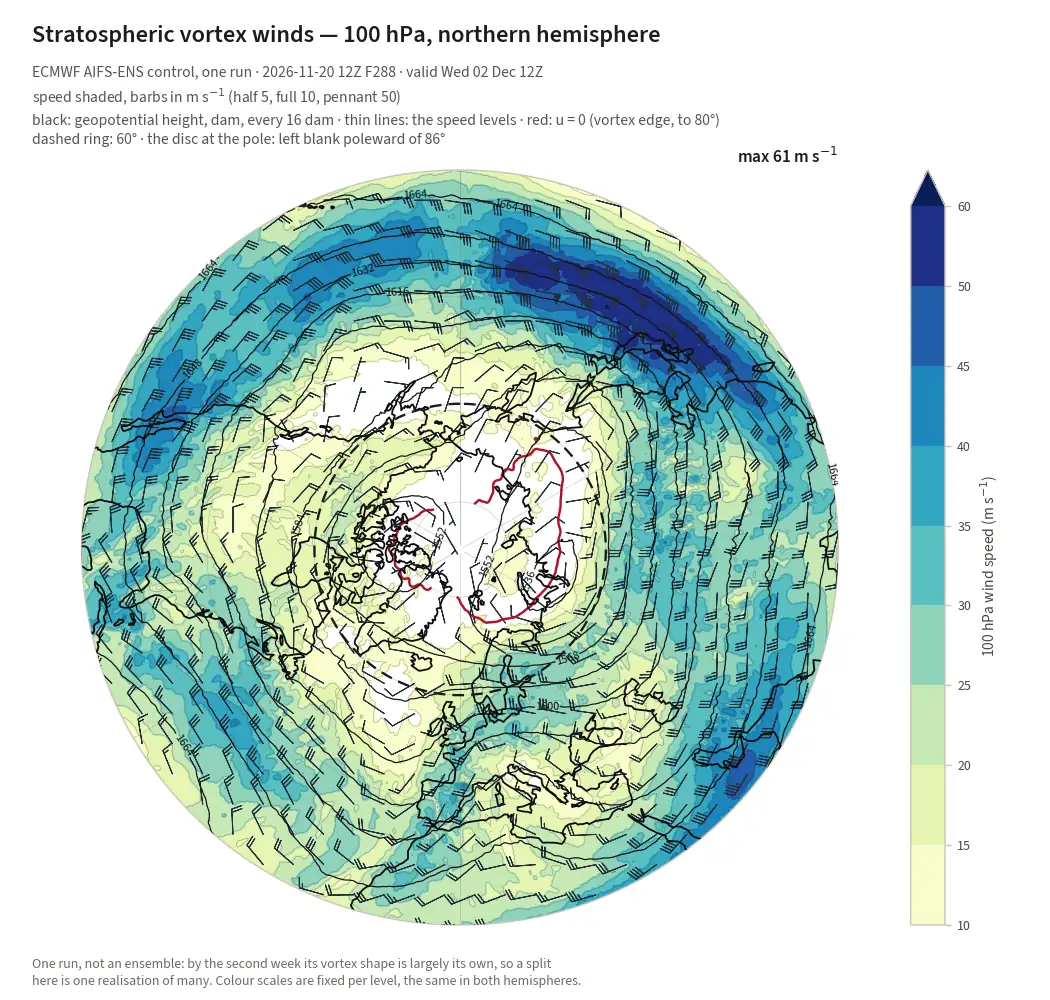 Stratospheric vortex winds — 100 hPa, northern hemisphere
ECMWF AIFS-ENS control, one run · 2026-11-20 12Z F288 · valid Wed 02 Dec 12Z
speed shaded, barbs in m s⁻¹ (half 5, full 10, pennant 50)
black: geopotential height, dam, every 16 dam · thin lines: the speed levels · red: u = 0 (vortex edge, to 80°)
dashed ring: 60° · the disc at the pole: left blank poleward of 86°
max 61 m s⁻¹
60
50
45
40
35
30
25
20
15
10
100 hPa wind speed (m s⁻¹)
1664
1664
1664
1632
1616
1664
1552
1600
1664
One run, not an ensemble: by the second week its vortex shape is largely its own, so a split
here is one realisation of many. Colour scales are fixed per level, the same in both hemispheres.